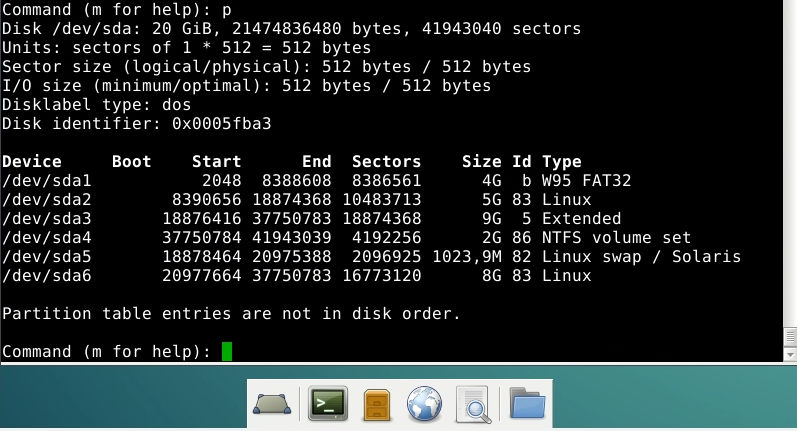 Command (m for help): p
Disk /dev/sda: 20 GiB, 21474836480 bytes, 41943040 sectors
Units: sectors of 1 * 512 = 512 bytes
Sector size (logical/physical): 512 bytes / 512 bytes
I/O size (minimum/optimal): 512 bytes / 512 bytes
Disklabel type: dos
Disk identifier: 0x0005fba3
Device Boot Start End Sectors Size Id Type
/dev/sda1 2048 8388608 8386561 4G b W95 FAT32
/dev/sda2 8390656 18874368 10483713 5G 83 Linux
/dev/sda3 18876416 37750783 18874368 9G 5 Extended
/dev/sda4 37750784 41943039 4192256 2G 86 NTFS volume set
/dev/sda5 18878464 20975388 2096925 1023,9M 82 Linux swap / Solaris
/dev/sda6 20977664 37750783 16773120 8G 83 Linux
Partition table entries are not in disk order.
Command (m for help):
>_